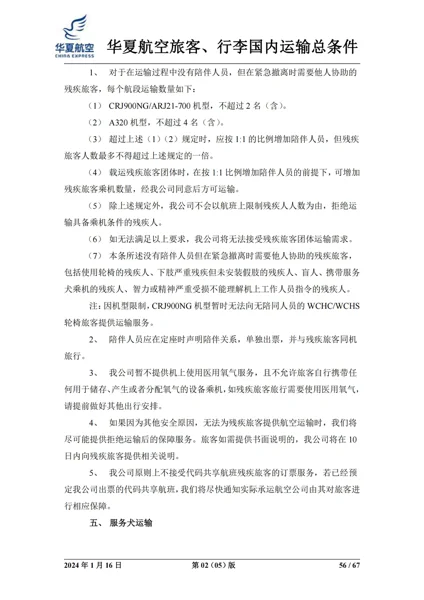 华夏航空
CHINA EXPRESS
华夏航空旅客、行李国内运输总条件
1、 对于在运输过程中没有陪伴人员，但在紧急撤离时需要他人协助的
残疾旅客，每个航段运输数量如下：
（1） CRJ900NG/ARJ21-700 机型，不超过 2 名（含）。
（2） A320 机型，不超过 4 名（含）。
（3） 超过上述（1）（2）规定时，应按 1:1 的比例增加陪伴人员，但残疾
旅客人数最多不得超过上述规定的一倍。
（4） 载运残疾旅客团体时，在按 1:1 比例增加陪伴人员的前提下，可增加
残疾旅客乘机数量，经我公司同意后方可运输。
（5） 除上述规定外，我公司不会以航班上限制残疾人人数为由，拒绝运
输具备乘机条件的残疾人。
（6） 如无法满足以上要求，我公司将无法接受残疾旅客团体运输需求。
（7） 本条所述没有陪伴人员但在紧急撤离时需要他人协助的残疾旅客，
包括使用轮椅的残疾人、下肢严重残疾但未安装假肢的残疾人、盲人、携带服务
犬乘机的残疾人、智力或精神严重受损不能理解机上工作人员指令的残疾人。
注：因机型限制，CRJ900NG 机型暂时无法向无陪同人员的 WCHC/WCHS
轮椅旅客提供运输服务。
2、 陪伴人员应在定座时声明陪伴关系，单独出票，并与残疾旅客同机
旅行。
3、 我公司暂不提供机上使用医用氧气服务，且不允许旅客自行携带任
何用于储存、产生或者分配氧气的设备乘机，如残疾旅客旅行需要使用医用氧气，
请提前做好其他出行安排。
4、 如果因为其他安全原因，无法为残疾旅客提供航空运输时，我们将
尽可能提供拒绝运输后的保障服务。旅客如需提供书面说明的，我公司将在 10
日内向残疾旅客提供相关说明。
5、 我公司原则上不接受代码共享航班残疾旅客的订票服务，若已经预
定我公司出票的代码共享航班，我们将尽快通知实际承运航空公司由其对旅客进
行相应保障。
五、 服务犬运输
2024 年 1 月 16 日 第 02（05）版 56 / 67